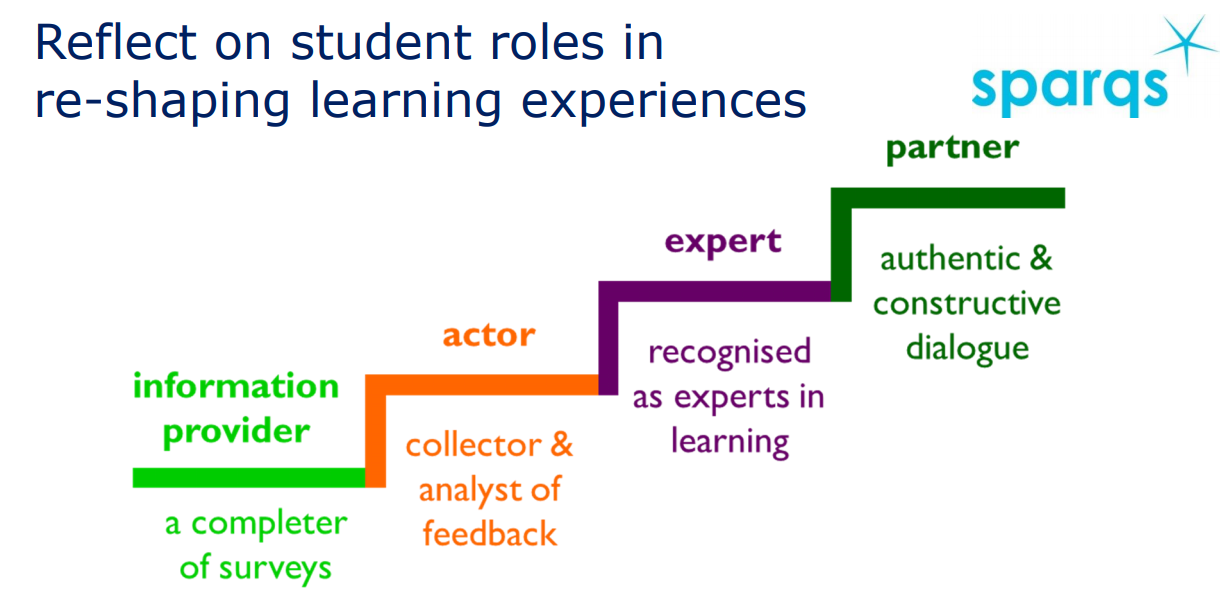 Reflect on student roles in
re-shaping learning experiences
sparqs
partner
authentic &
constructive
dialogue
expert
recognised
as experts in
learning
actor
collector &
analyst of
feedback
information
provider
a completer
of surveys